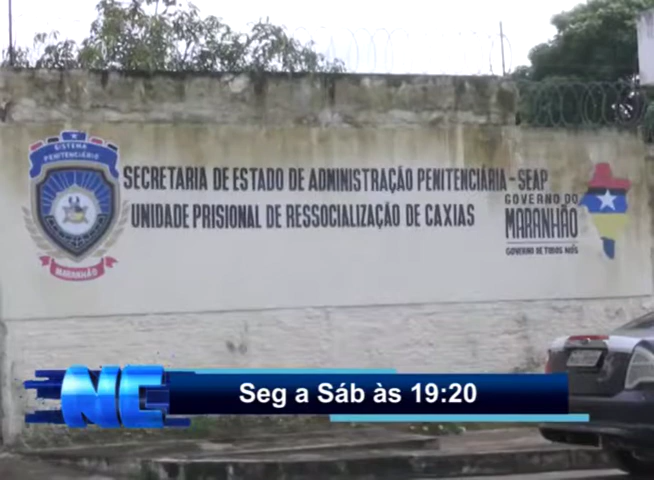 SISTEMA
PENITENCIÁRIO
MARANHÃO
SECRETARIA DE ESTADO DE ADMINISTRAÇÃO PENITENCIÁRIA - SEAP
UNIDADE PRISIONAL DE RESSOCIALIZAÇÃO DE CAXIAS
GOVERNO DO
MARANHÃO
GOVERNO DE TODOS NÓS
NC
Seg a Sáb às 19:20